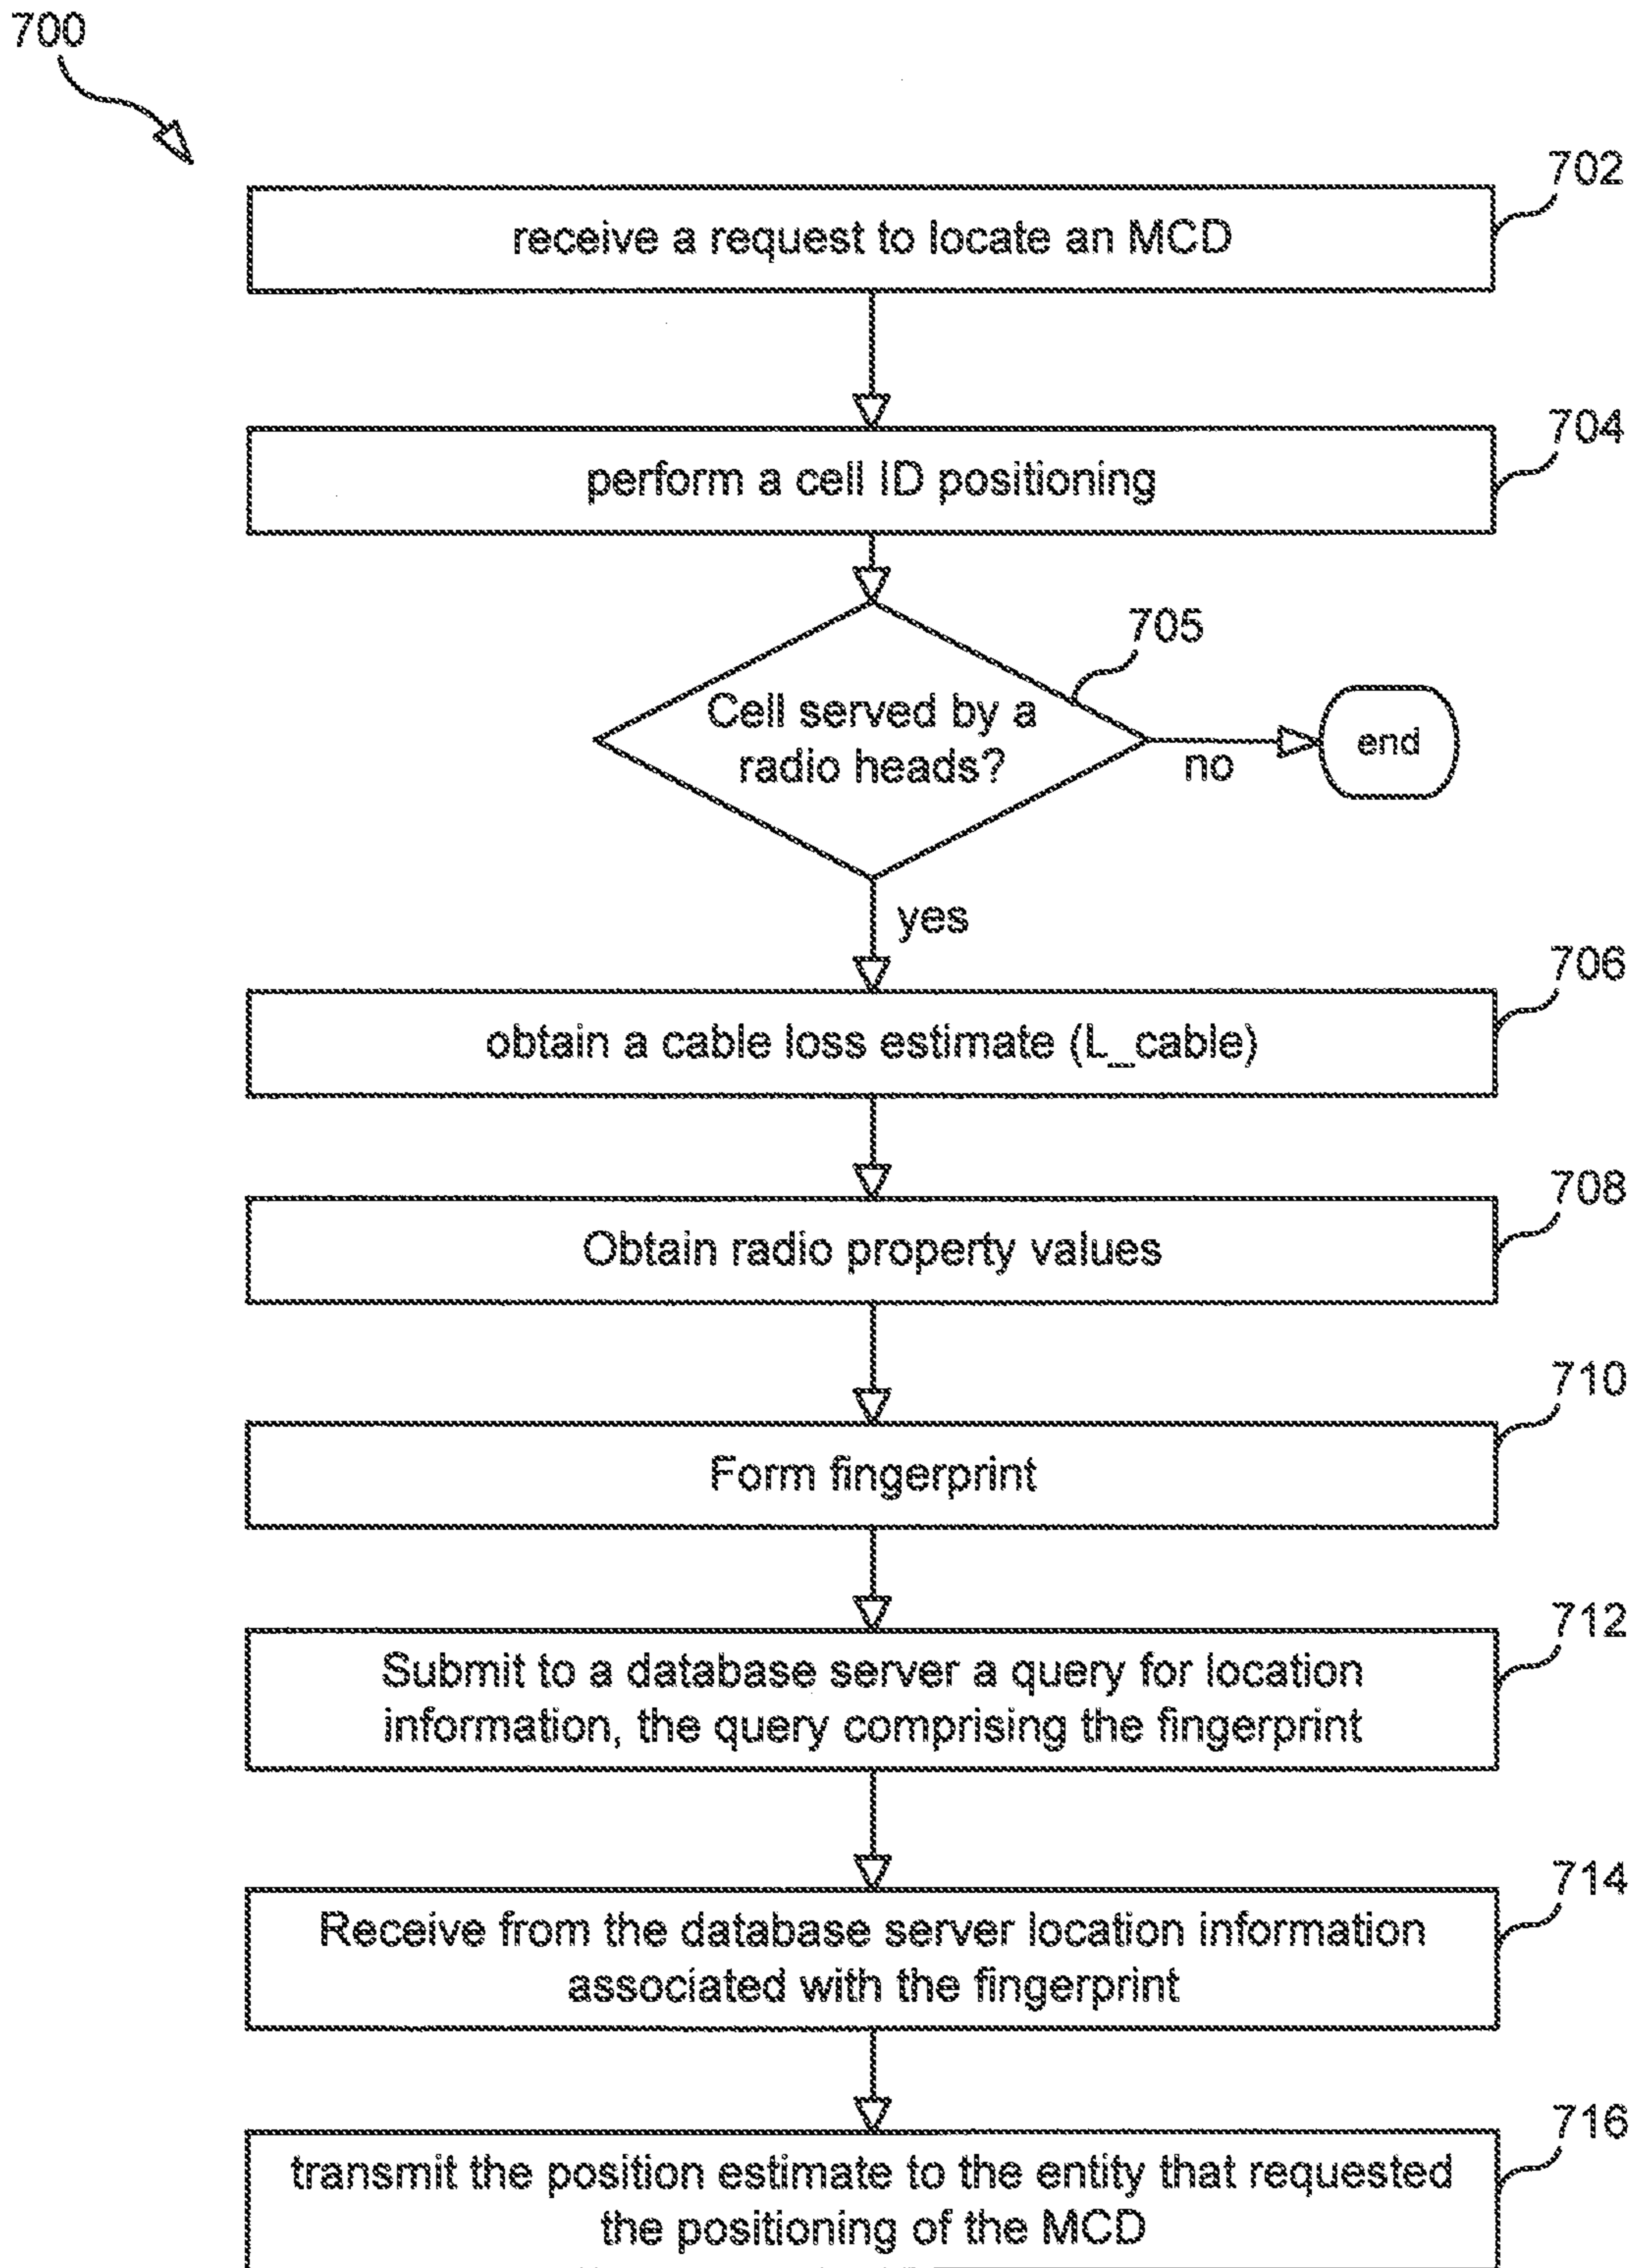 700
702
receive a request to locate an MCD
704
perform a cell ID positioning
705
Cell served by a
radio heads?
no
end
yes
706
obtain a cable loss estimate (L_cable)
708
Obtain radio property values
710
Form fingerprint
712
Submit to a database server a query for location
information, the query comprising the fingerprint
714
Receive from the database server location information
associated with the fingerprint
716
transmit the position estimate to the entity that requested
the positioning of the MCD